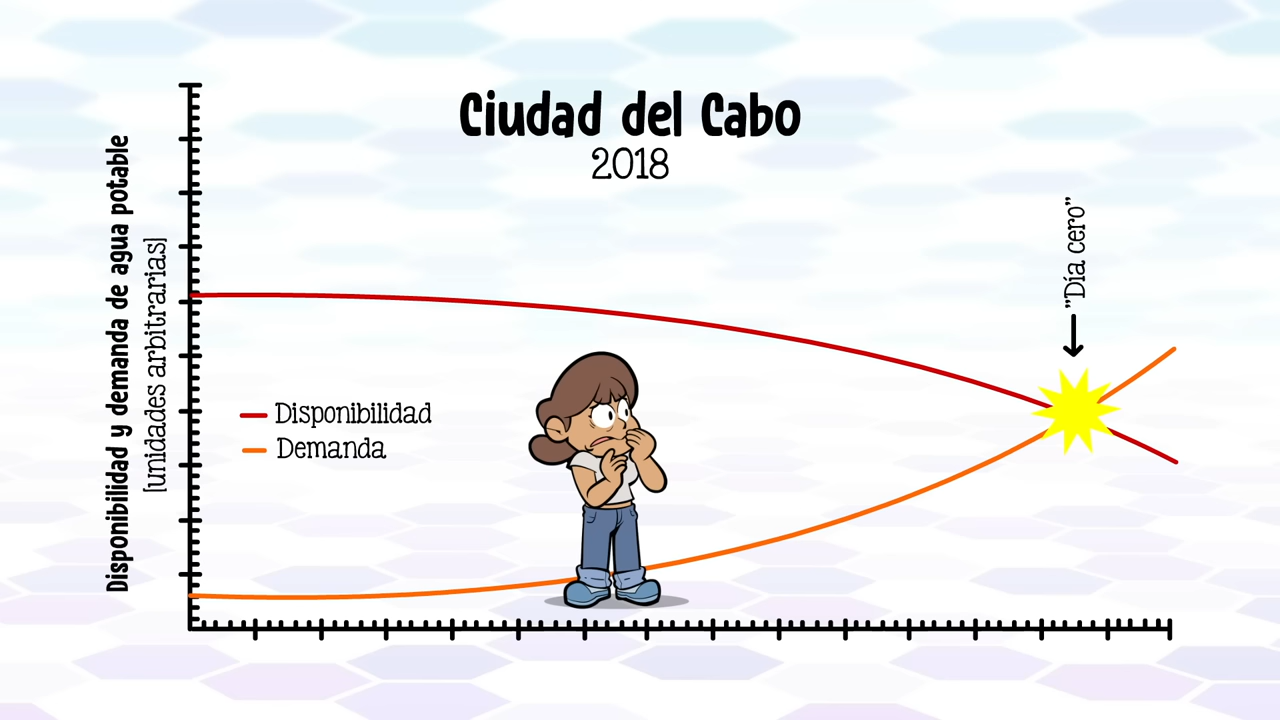 Ciudad del Cabo
2018
Disponibilidad y demanda de agua potable
[unidades arbitrarias]
"Día cero"
Disponibilidad
Demanda